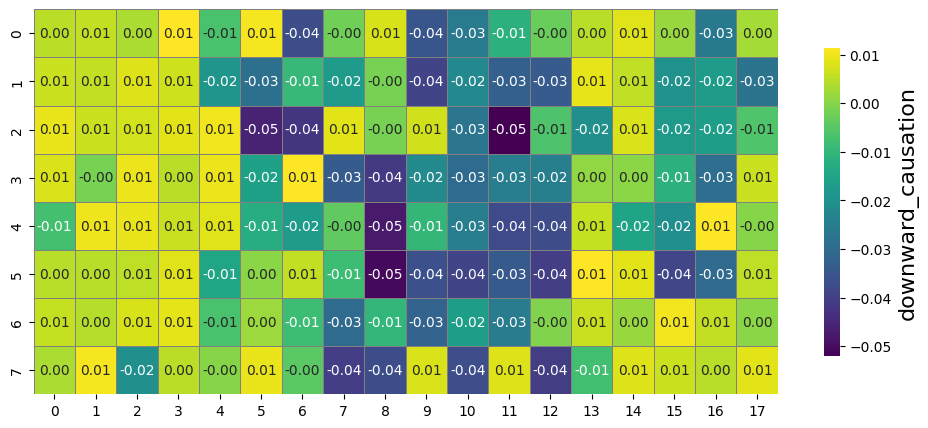 0 0.00 0.01 0.00 0.01 -0.01 0.01 -0.04 -0.00 0.01 -0.04 -0.03 -0.01 -0.00 0.00 0.01 0.00 -0.03 0.00
1 0.01 0.01 0.01 0.01 -0.02 -0.03 -0.01 -0.02 -0.00 -0.04 -0.02 -0.03 -0.03 0.01 0.01 -0.02 -0.02 -0.03
2 0.01 0.01 0.01 0.01 0.01 -0.05 -0.04 0.01 -0.00 0.01 -0.03 -0.05 -0.01 -0.02 0.01 -0.02 -0.02 -0.01
3 0.01 -0.00 0.01 0.00 0.01 -0.02 0.01 -0.03 -0.04 -0.02 -0.03 -0.03 -0.02 0.00 0.00 -0.01 -0.03 0.01
4 -0.01 0.01 0.01 0.01 0.01 -0.01 -0.02 -0.00 -0.05 -0.01 -0.03 -0.04 -0.04 0.01 -0.02 -0.02 0.01 -0.00
5 0.00 0.00 0.01 0.01 -0.01 0.00 0.01 -0.01 -0.05 -0.04 -0.04 -0.03 -0.04 0.01 0.01 -0.04 -0.03 0.01
6 0.01 0.00 0.01 0.01 -0.01 0.00 -0.01 -0.03 -0.01 -0.03 -0.02 -0.03 -0.00 0.01 0.00 0.01 0.01 0.00
7 0.00 0.01 -0.02 0.00 -0.00 0.01 -0.00 -0.04 -0.04 0.01 -0.04 0.01 -0.04 -0.01 0.01 0.01 0.00 0.01
0 1 2 3 4 5 6 7 8 9 10 11 12 13 14 15 16 17
0.01
0.00
−0.01
−0.02
−0.03
−0.04
−0.05
downward_causation